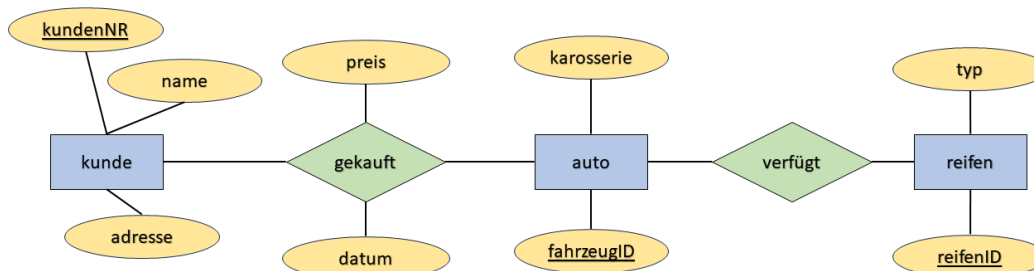 kundenNR
name
preis
karosserie
typ
kunde
gekauft
auto
verfügt
reifen
adresse
datum
fahrzeugID
reifenID